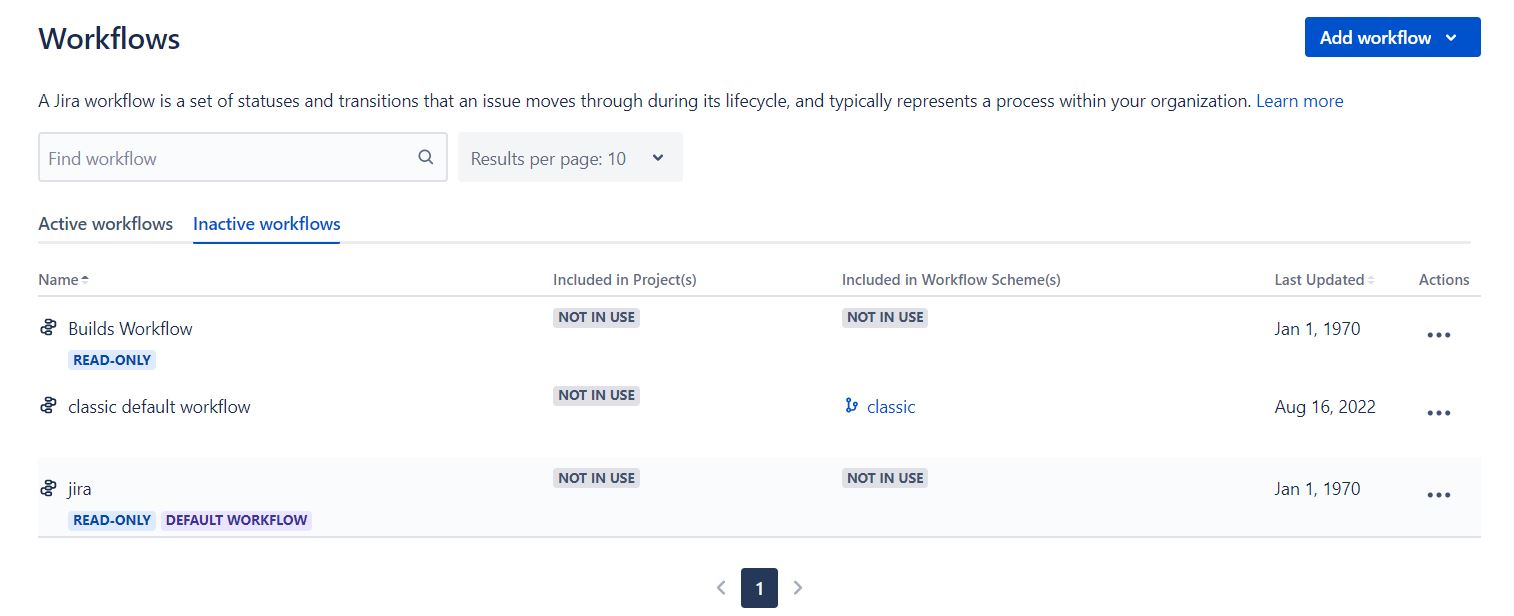 Workflows
Add workflow
A Jira workflow is a set of statuses and transitions that an issue moves through during its lifecycle, and typically represents a process within your organization. Learn more
Find workflow
Results per page: 10
Active workflows Inactive workflows
Name Included in Project(s) Included in Workflow Scheme(s) Last Updated Actions
Builds Workflow NOT IN USE NOT IN USE Jan 1, 1970
READ-ONLY
classic default workflow NOT IN USE classic Aug 16, 2022
jira NOT IN USE NOT IN USE Jan 1, 1970
READ-ONLY DEFAULT WORKFLOW
1